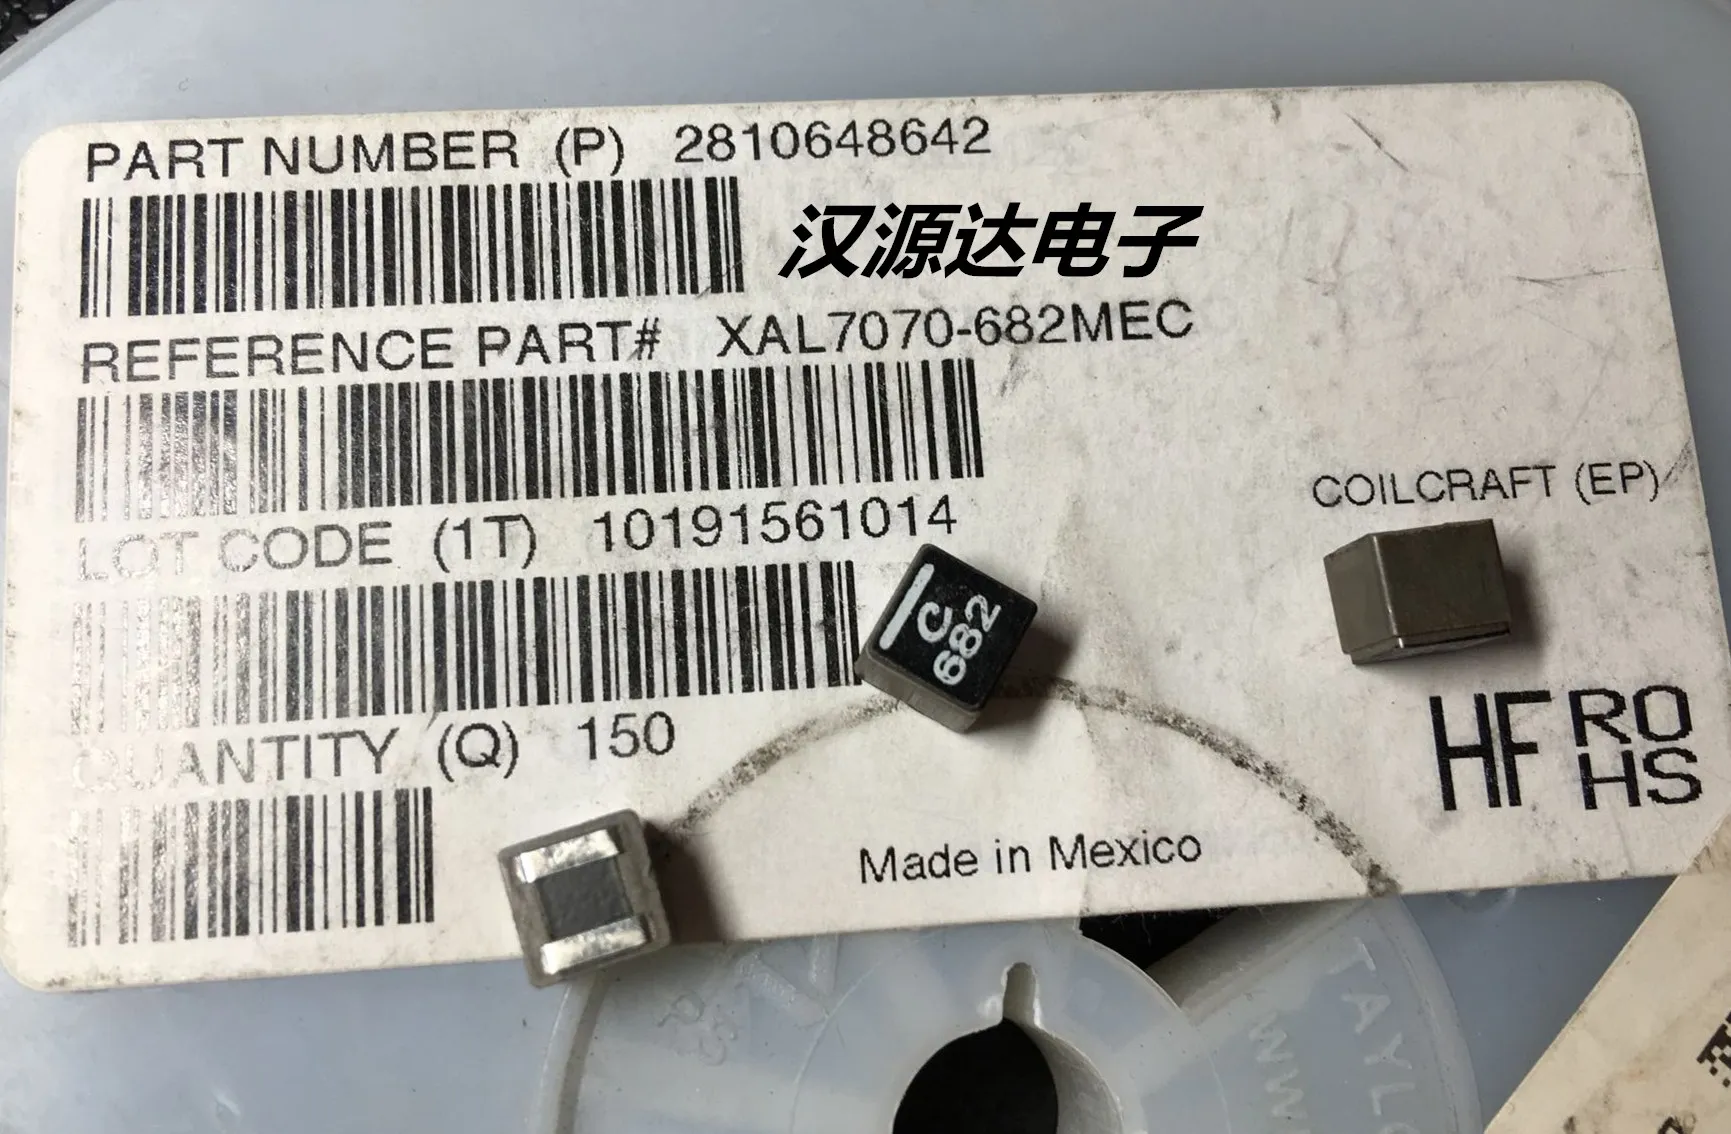 PART NUMBER (P) 2810648642
汉源达电子
REFERENCE PART# XAL7070-682MEC
COILCRAFT (EP)
LOT CODE (1T) 10191561014
C
682
QUANTITY (Q) 150
HF RO
HS
Made in Mexico